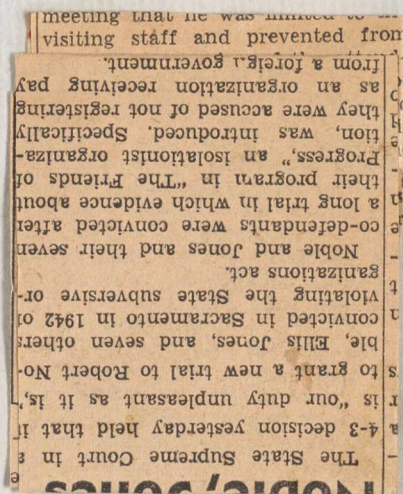 meeting that he was limited to
visiting staff and prevented from
Noble, Jones
The State Supreme Court in a
4-3 decision yesterday held that it
is "our duty unpleasant as it is,"
to grant a new trial to Robert No-
ble, Ellis Jones, and seven others
convicted in Sacramento in 1942 of
violating the State subversive or-
ganizations act.
Noble and Jones and their seven
co-defendants were convicted after
a long trial in which evidence about
their program in "The Friends of
Progress," an isolationist organiza-
tion, was introduced. Specifically
they were accused of not registering
as an organization receiving pay
from a foreign government.